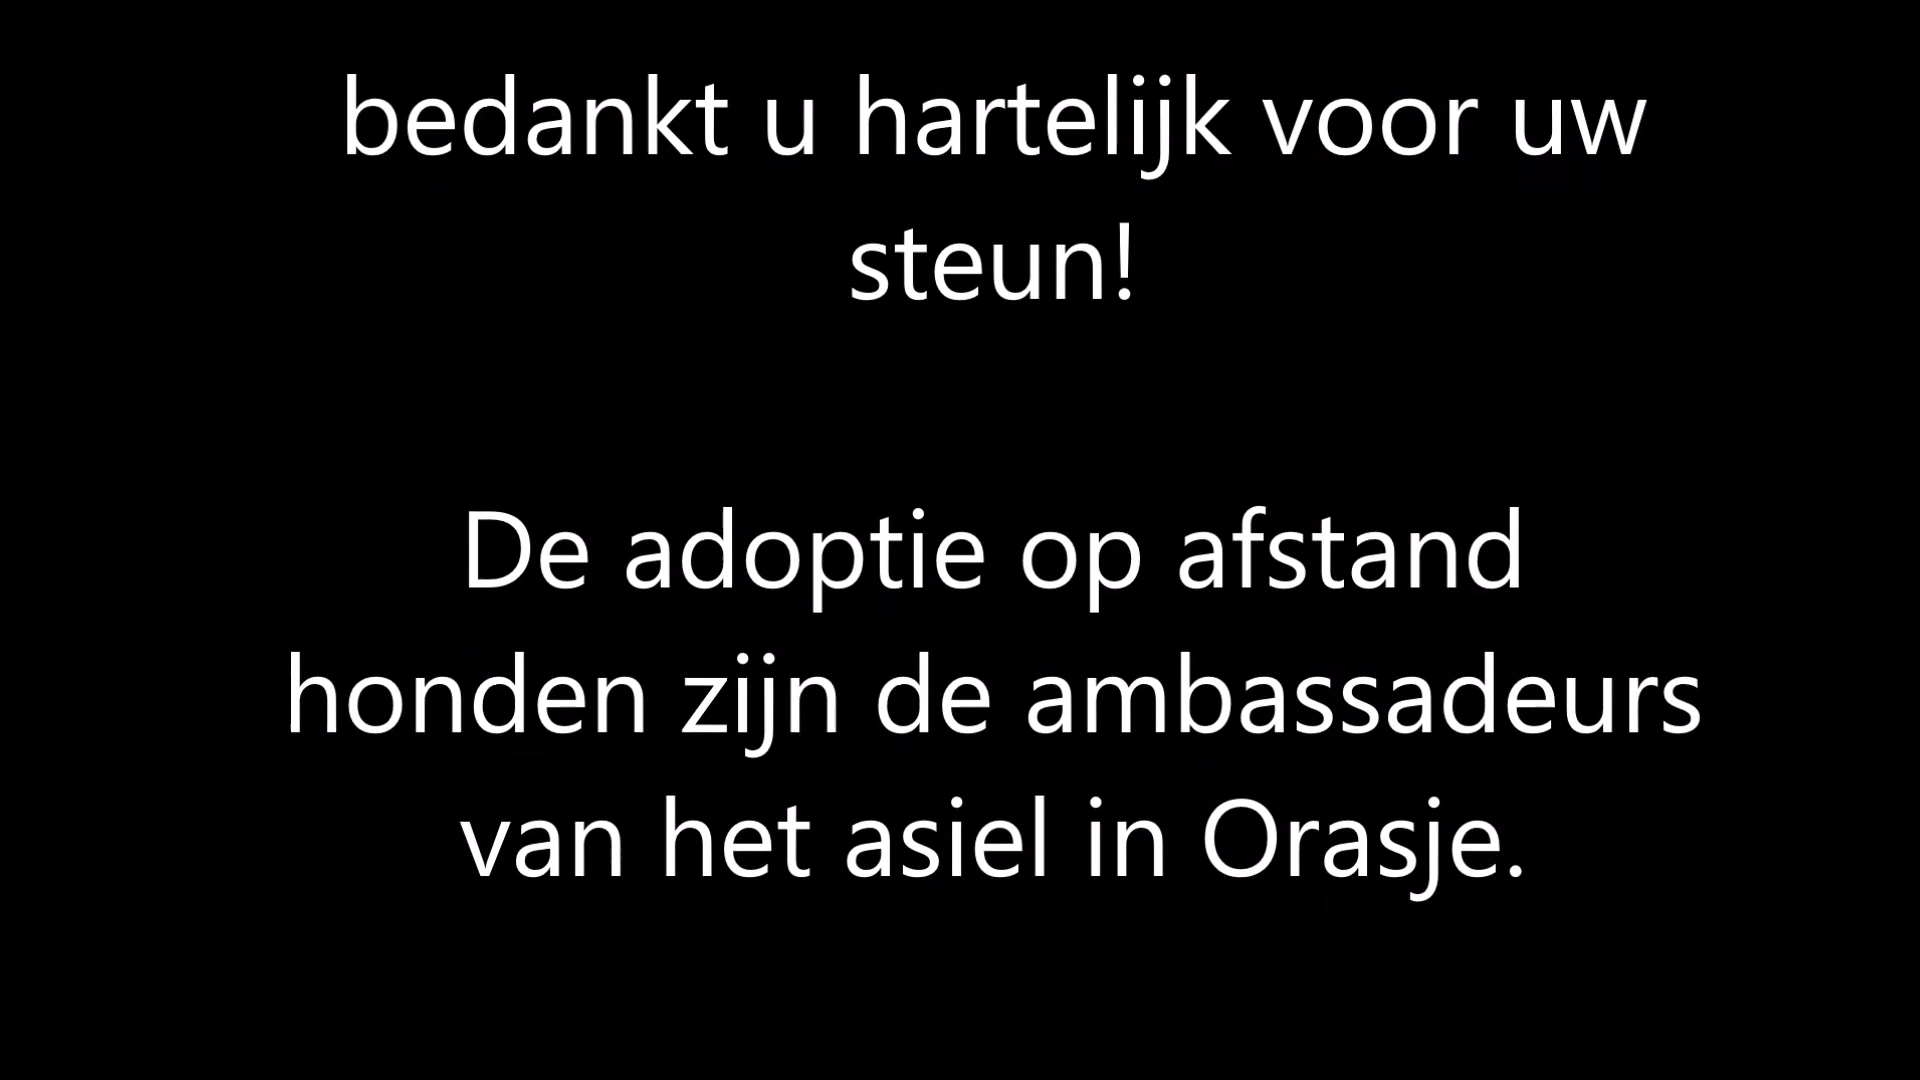 bedankt u hartelijk voor uw
steun!
De adoptie op afstand
honden zijn de ambassadeurs
van het asiel in Orasje.